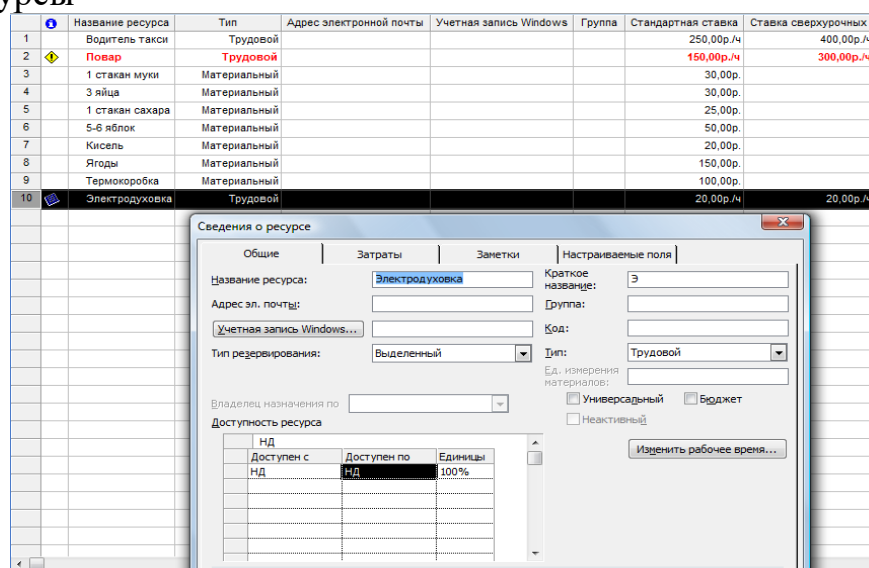 урсы
Название ресурса Тип Адрес электронной почты Учетная запись Windows Группа Стандартная ставка Ставка сверхурочных
1 Водитель такси Трудовой 250,00р./ч 400,00р./ч
2 Повар Трудовой 150,00р./ч 300,00р./ч
3 1 стакан муки Материальный 30,00р.
4 3 яйца Материальный 30,00р.
5 1 стакан сахара Материальный 25,00р.
6 5-6 яблок Материальный 50,00р.
7 Кисель Материальный 20,00р.
8 Ягоды Материальный 150,00р.
9 Термокоробка Материальный 100,00р.
10 Электродуховка Трудовой 20,00р./ч 20,00р./ч
Сведения о ресурсе
Общие Затраты Заметки Настраиваемые поля
Название ресурса: Электродуховка Краткое название: Э
Адрес эл. почты: Группа:
Учетная запись Windows... Код:
Тип резервирования: Выделенный Тип: Трудовой
Ед. измерения материалов:
Владелец назначения по Универсальный Бюджет
Доступность ресурса Неактивный
НД Изменить рабочее время...
Доступен с Доступен по Единицы
НД НД 100%